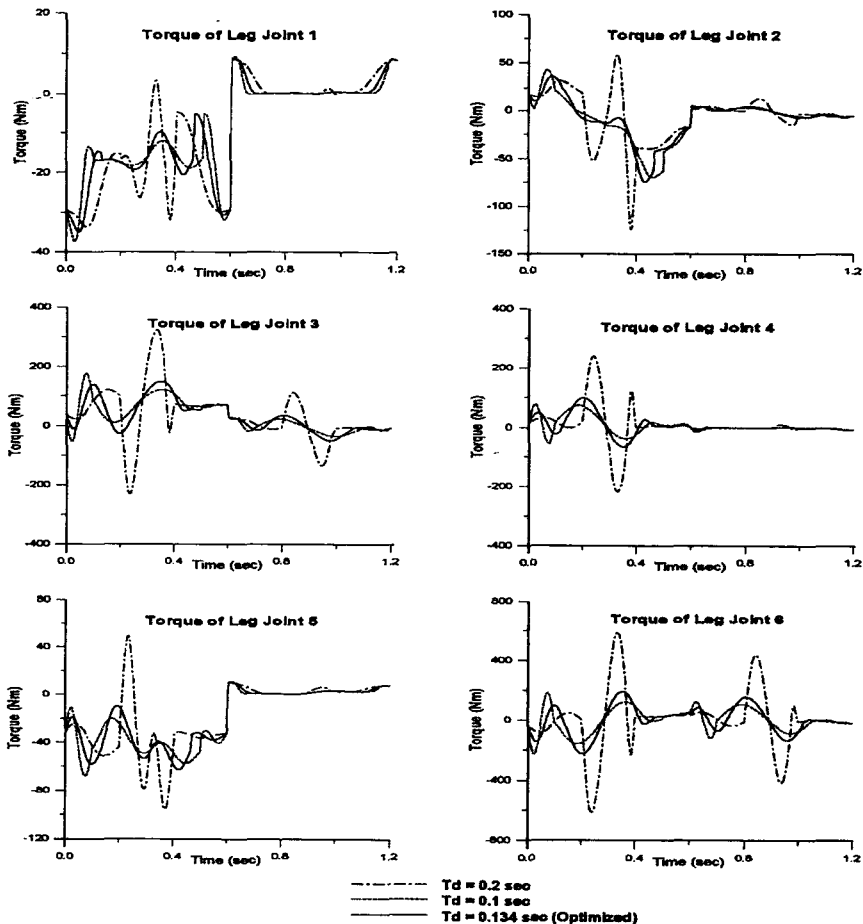 Torque of Leg Joint 1
Torque (Nm)
20
0
-20
-40
0.0 0.4 0.8 1.2
Time (sec)
Torque of Leg Joint 2
Torque (Nm)
100
50
0
-50
-100
-150
0.0 0.4 0.8 1.2
Time (sec)
Torque of Leg Joint 3
Torque (Nm)
400
200
0
-200
-400
0.0 0.4 0.8 1.2
Time (sec)
Torque of Leg Joint 4
Torque (Nm)
400
200
0
-200
-400
0.0 0.4 0.8 1.2
Time (sec)
Torque of Leg Joint 5
Torque (Nm)
80
40
0
-40
-80
-120
0.0 0.4 0.8 1.2
Time (sec)
Torque of Leg Joint 6
Torque (Nm)
800
400
0
-400
-800
0.0 0.4 0.8 1.2
Time (sec)
Td = 0.2 sec
Td = 0.1 sec
Td = 0.134 sec (Optimized)